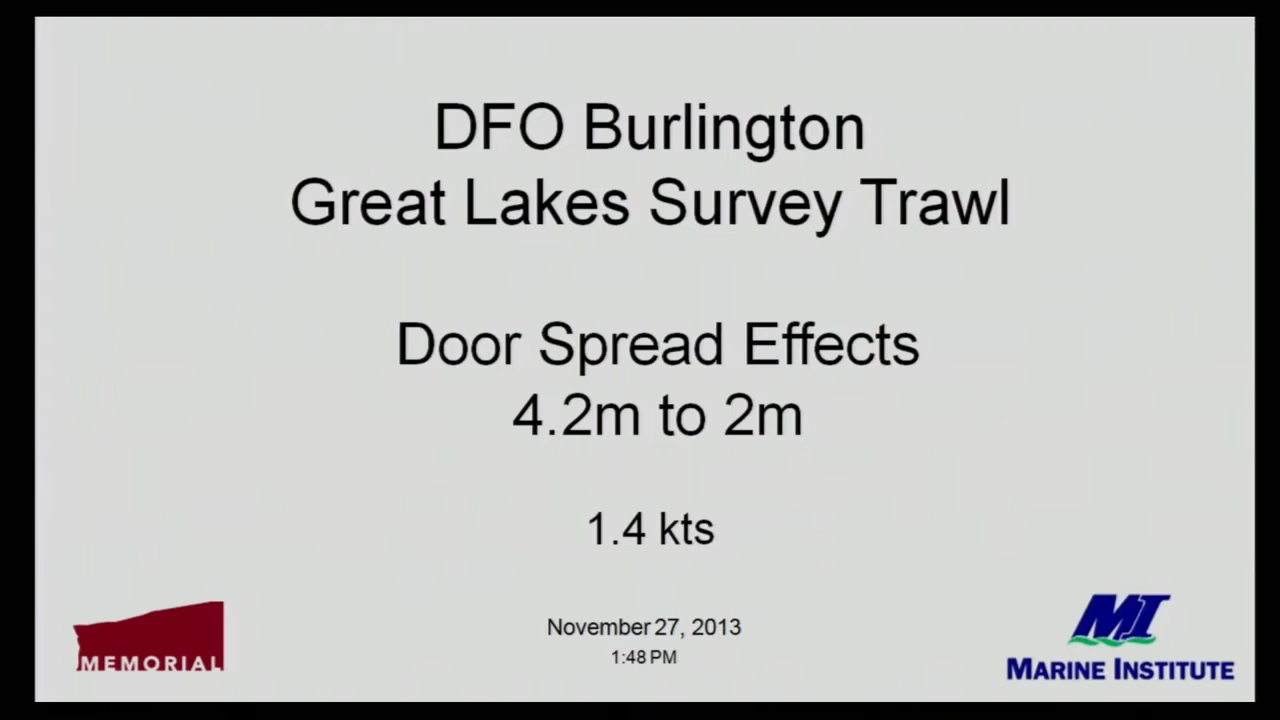 DFO Burlington
Great Lakes Survey Trawl
Door Spread Effects
4.2m to 2m
1.4 kts
November 27, 2013
1:48 PM
MEMORIAL
MI
MARINE INSTITUTE